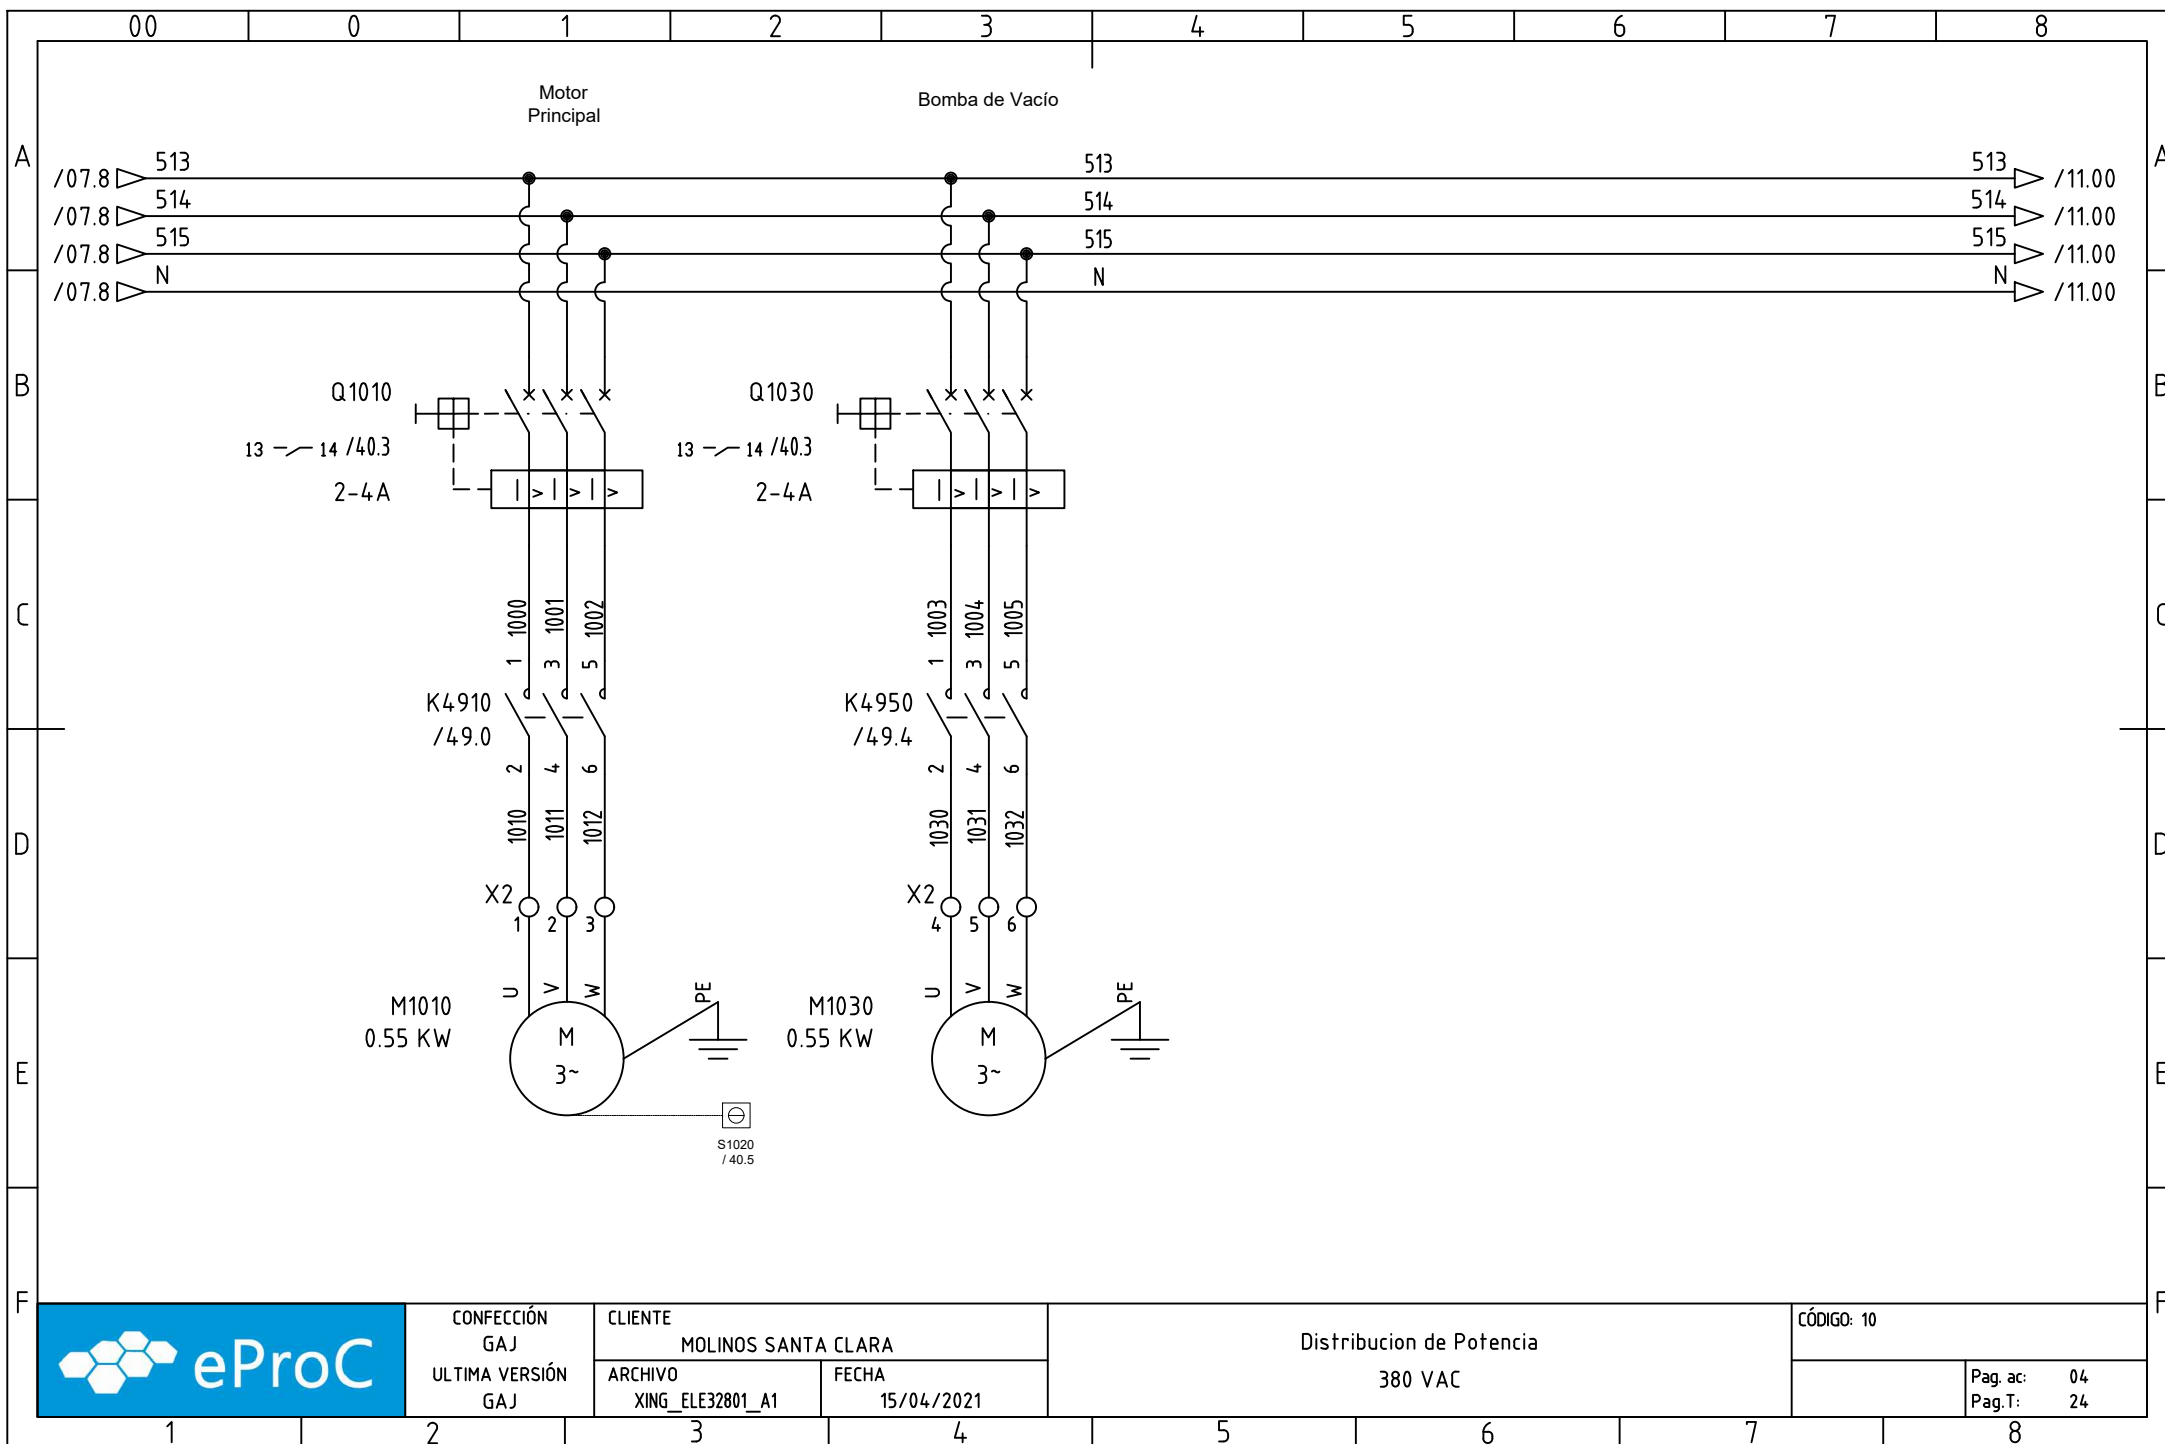 00 0 1 2 3 4 5 6 7 8
Motor
Principal
Bomba de Vacío
A
A
/07.8 513 513 513 /11.00
/07.8 514 514 514 /11.00
/07.8 515 515 515 /11.00
/07.8 N N N /11.00
B
B
Q1010
13 14 /40.3
2-4A
I > I > I >
Q1030
13 14 /40.3
2-4A
I > I > I >
C
C
1000 1001 1002
1 3 5
K4910
/49.0
2 4 6
1010 1011 1012
1003 1004 1005
1 3 5
K4950
/49.4
2 4 6
1030 1031 1032
D
D
X2
1 2 3
X2
4 5 6
U V W
PE
M1010
0.55 KW
M
3~
S1020
/ 40.5
U V W
PE
M1030
0.55 KW
M
3~
E
E
F
F
eProC
CONFECCIÓN
GAJ
ULTIMA VERSIÓN
GAJ
CLIENTE
MOLINOS SANTA CLARA
ARCHIVO
XING_ELE32801_A1
FECHA
15/04/2021
Distribucion de Potencia
380 VAC
CÓDIGO: 10
Pag. ac: 04
Pag.T: 24
1 2 3 4 5 6 7 8